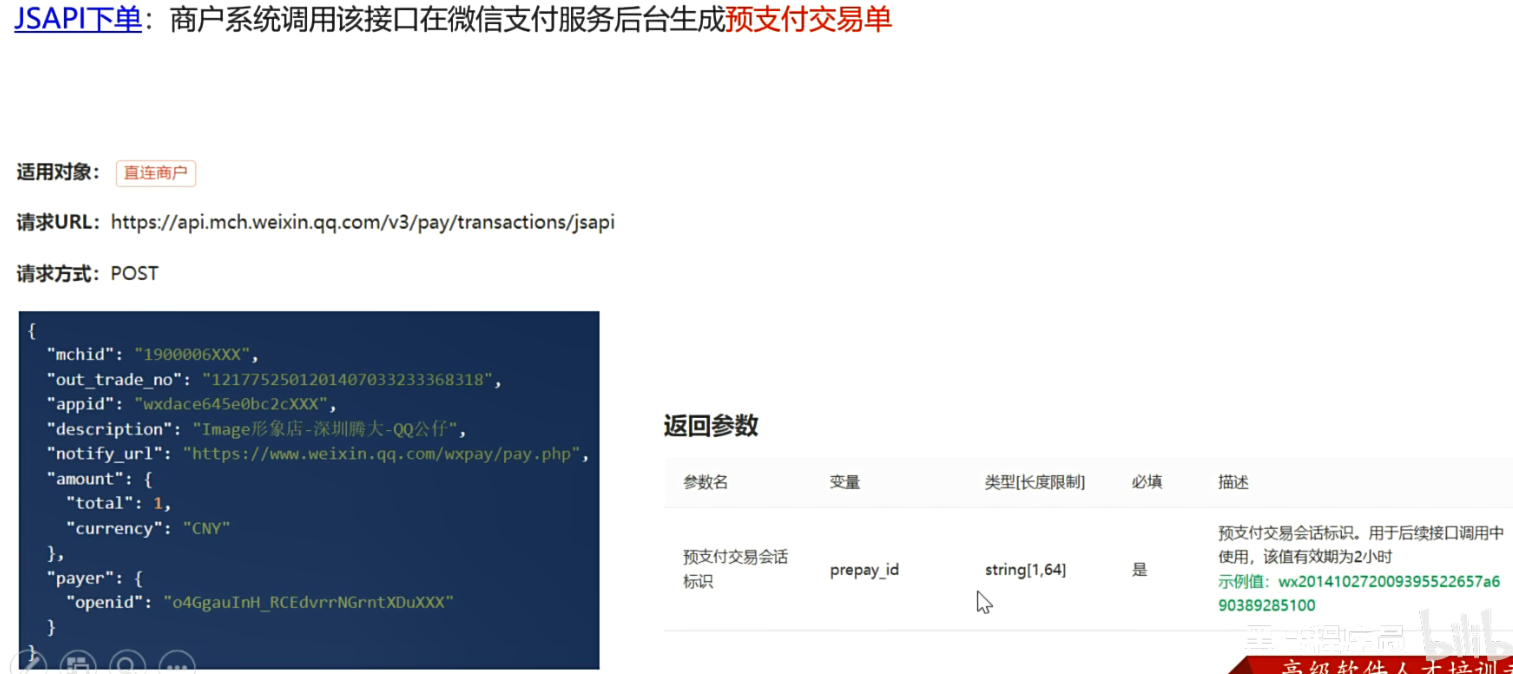 JSAPI下单：商户系统调用该接口在微信支付服务后台生成预支付交易单
适用对象： 直连商户
请求URL：https://api.mch.weixin.qq.com/v3/pay/transactions/jsapi
请求方式：POST
{
"mchid": "1900006XXX",
"out_trade_no": "1217752501201407033233368318",
"appid": "wxdace645e0bc2cXXX",
"description": "Image形象店-深圳腾大-QQ公仔",
"notify_url": "https://www.weixin.qq.com/wxpay/pay.php",
"amount": {
"total": 1,
"currency": "CNY"
},
"payer": {
"openid": "o4GgauInH_RCEdvrrNGrntXDuXXX"
}
}
返回参数
参数名 变量 类型[长度限制] 必填 描述
预支付交易会话标识 prepay_id string[1,64] 是 预支付交易会话标识。用于后续接口调用中
使用，该值有效期为2小时
示例值：wx201410272009395522657a6
90389285100
黑马程序员 bilib
高级软件人才培训